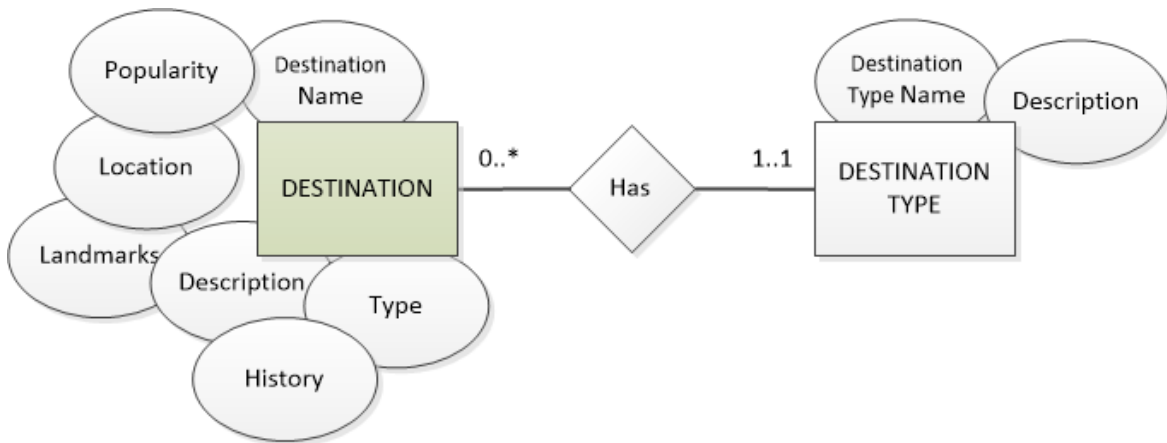 Popularity
Destination
Name
Location
DESTINATION
Landmarks
Description
Type
History
0..*
Has
1..1
Destination
Type Name
Description
DESTINATION
TYPE